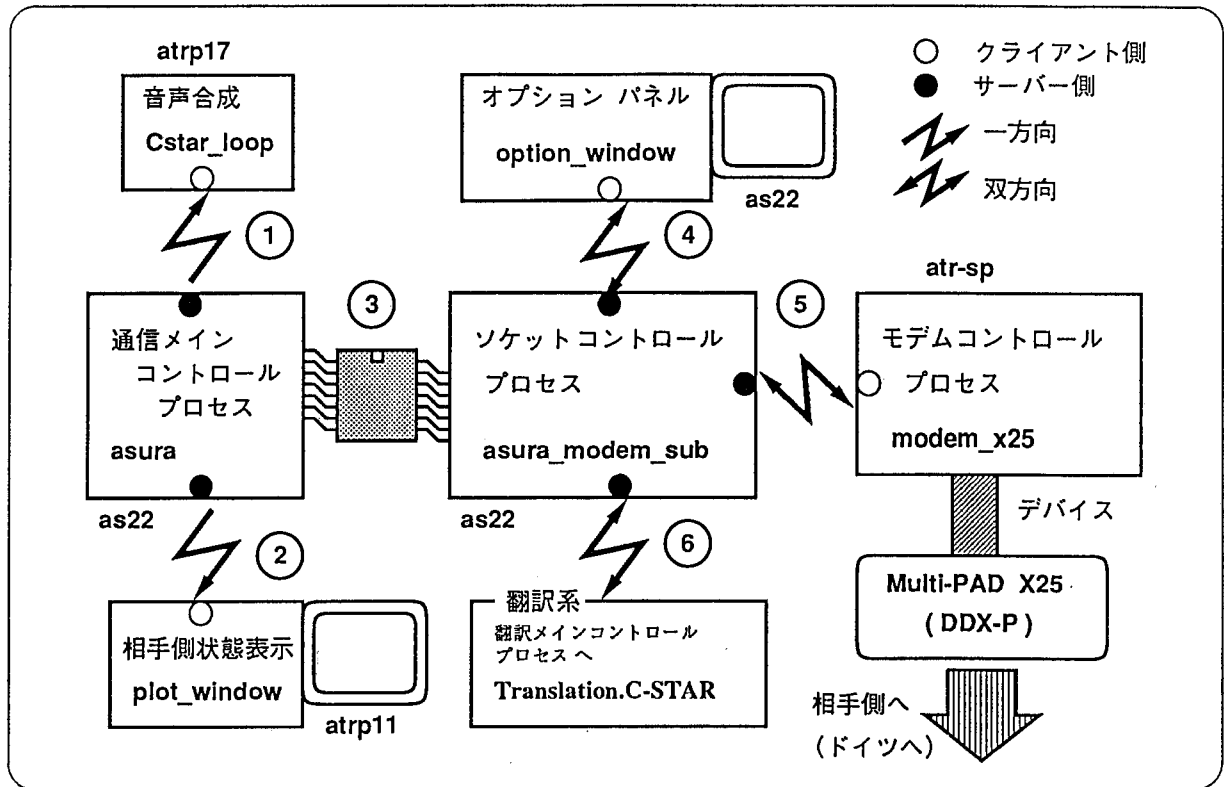 atrp17
音声合成
Cstar_loop
オプション パネル
option_window
as22
クライアント側
サーバー側
一方向
双方向
1
4
3
5
通信メイン
コントロール
プロセス
asura
as22
ソケットコントロール
プロセス
asura_modem_sub
as22
atr-sp
モデムコントロール
プロセス
modem_x25
デバイス
2
6
相手側状態表示
plot_window
atrp11
翻訳系
翻訳メインコントロール
プロセス へ
Translation.C-STAR
Multi-PAD X25
( DDX-P )
相手側へ
(ドイツへ)